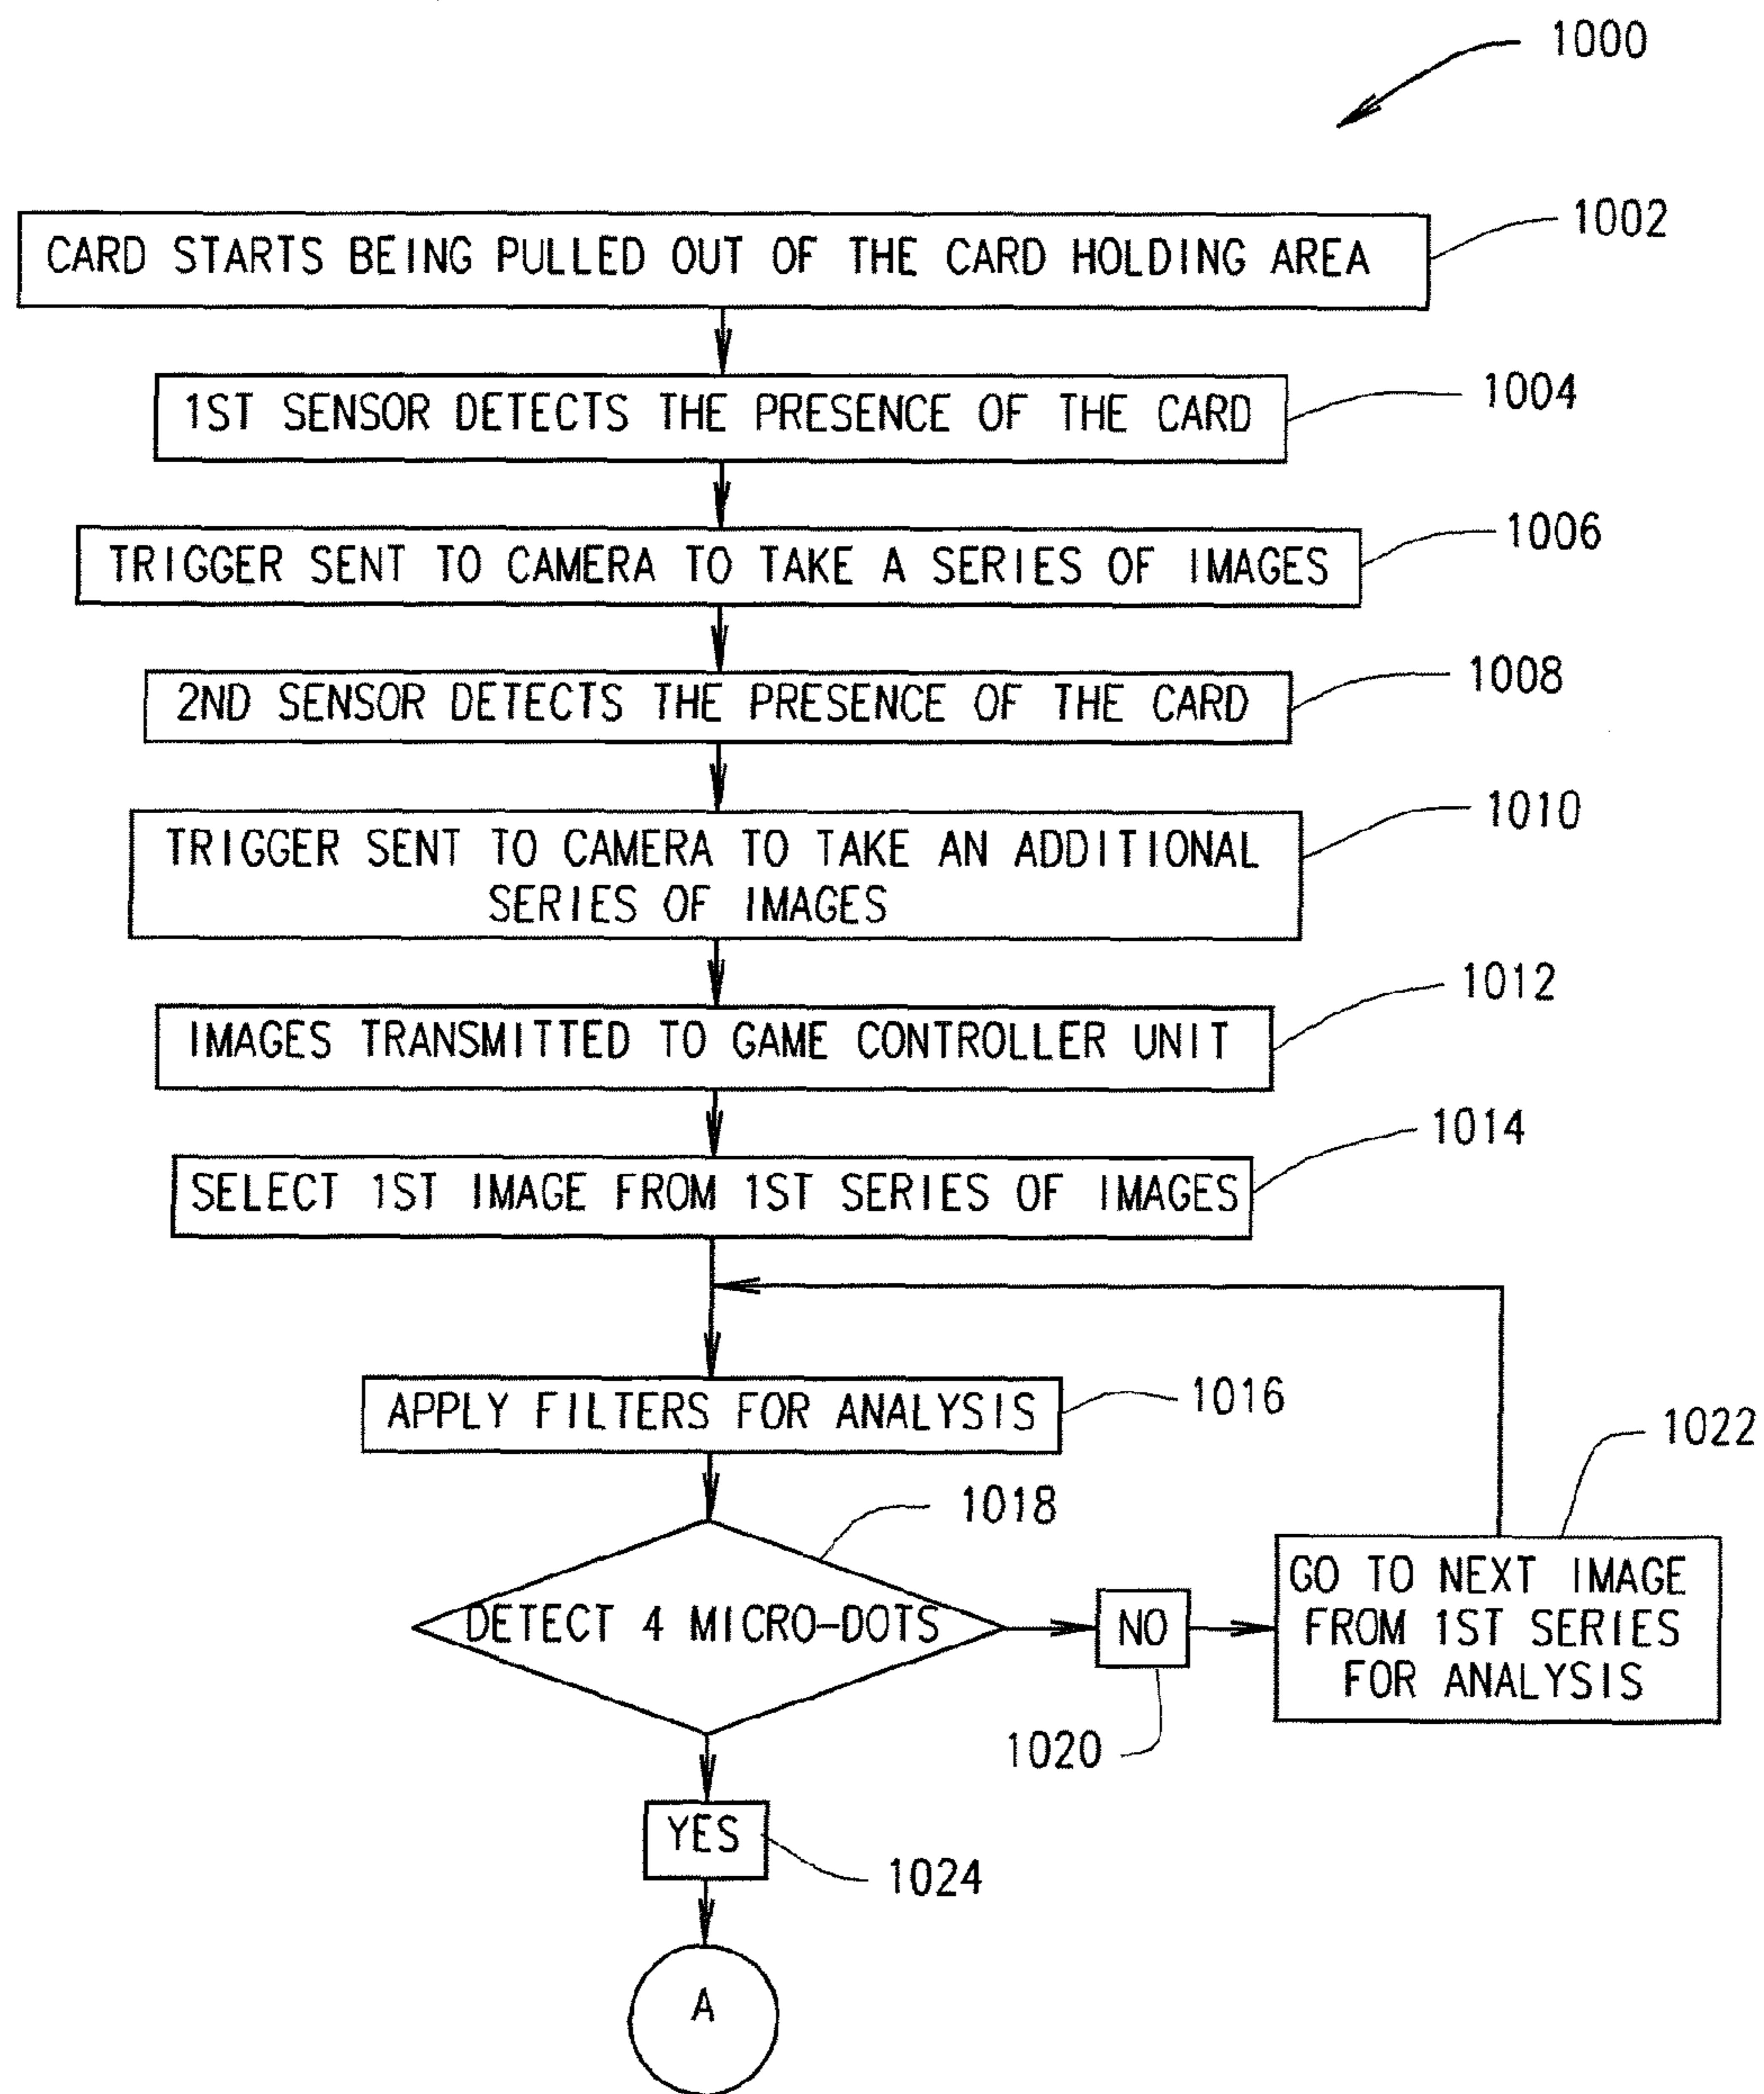 1000
CARD STARTS BEING PULLED OUT OF THE CARD HOLDING AREA
1002
1ST SENSOR DETECTS THE PRESENCE OF THE CARD
1004
TRIGGER SENT TO CAMERA TO TAKE A SERIES OF IMAGES
1006
2ND SENSOR DETECTS THE PRESENCE OF THE CARD
1008
TRIGGER SENT TO CAMERA TO TAKE AN ADDITIONAL
SERIES OF IMAGES
1010
IMAGES TRANSMITTED TO GAME CONTROLLER UNIT
1012
SELECT 1ST IMAGE FROM 1ST SERIES OF IMAGES
1014
APPLY FILTERS FOR ANALYSIS
1016
DETECT 4 MICRO-DOTS
1018
NO
1020
GO TO NEXT IMAGE
FROM 1ST SERIES
FOR ANALYSIS
1022
YES
1024
A